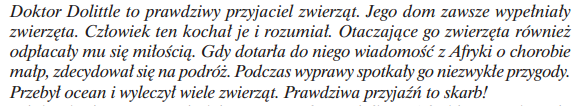 Doktor Dolittle to prawdziwy przyjaciel zwierząt. Jego dom zawsze wypełniały
zwierzęta. Człowiek ten kochał je i rozumiał. Otaczające go zwierzęta również
odpłacały mu się miłością. Gdy dotarła do niego wiadomość z Afryki o chorobie
małp, zdecydował się na podróż. Podczas wyprawy spotkały go niezwykłe przygody.
Przebył ocean i wyleczył wiele zwierząt. Prawdziwa przyjaźń to skarb!